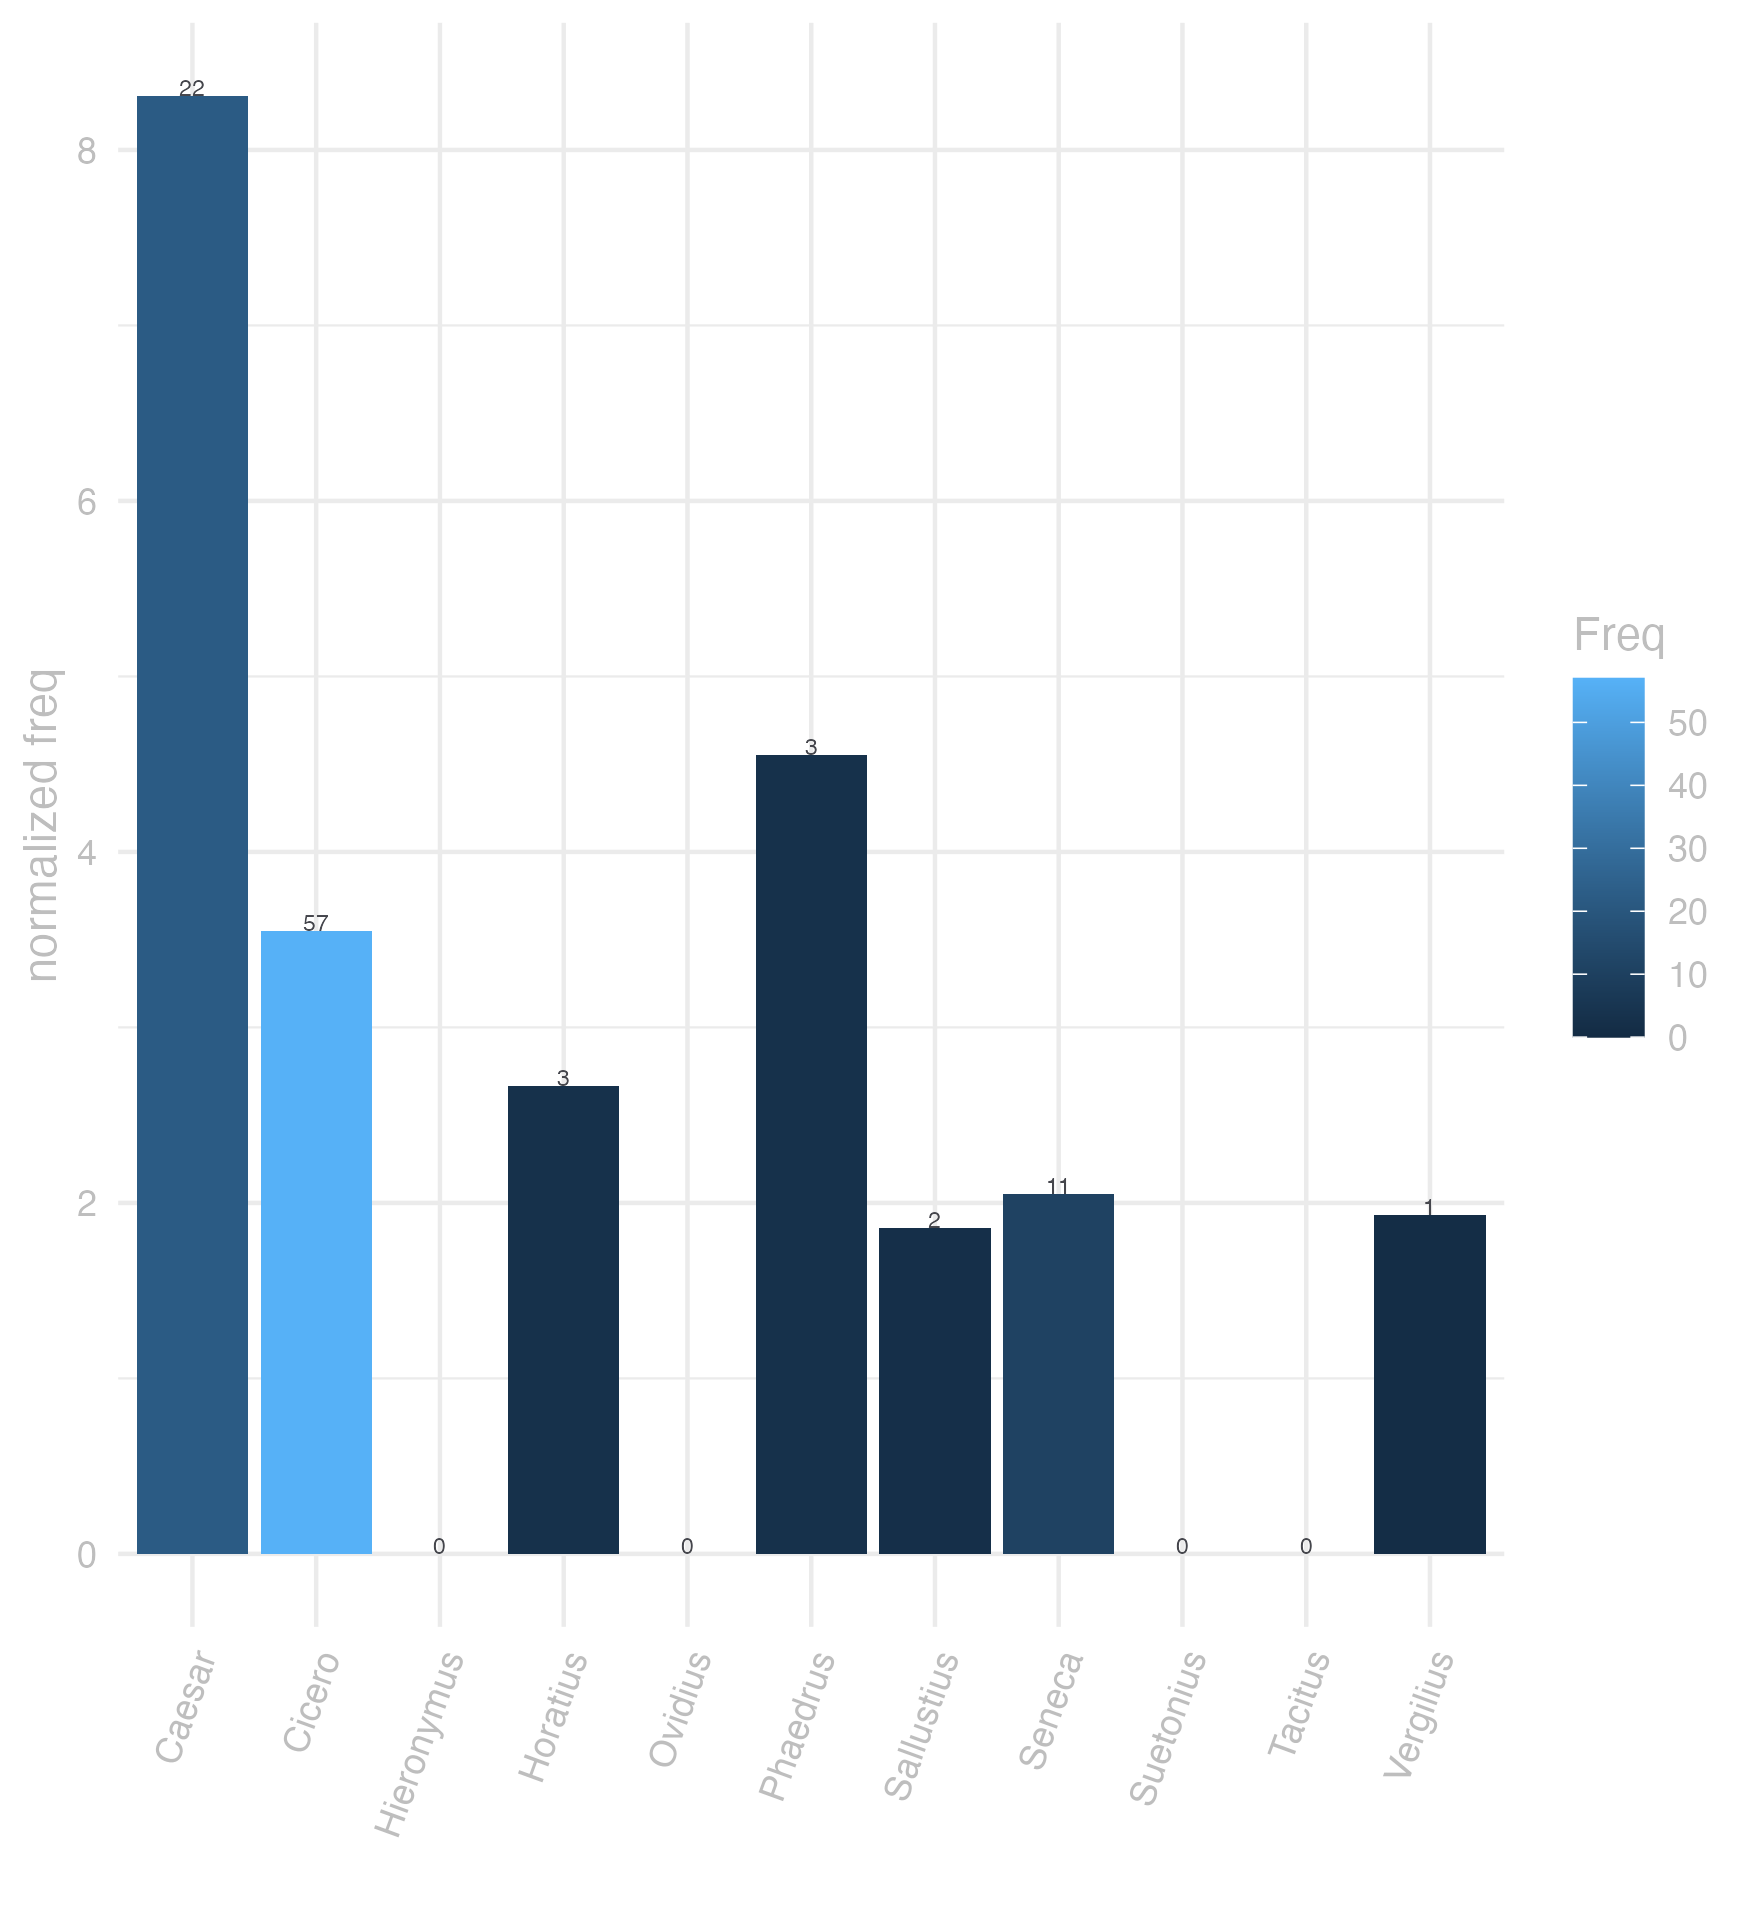 22
8
6
4
2
0
normalized freq
57
0
3
0
3
2
11
0
0
1
Caesar
Cicero
Hieronymus
Horatius
Ovidius
Phaedrus
Sallustius
Seneca
Suetonius
Tacitus
Vergilius
Freq
50
40
30
20
10
0